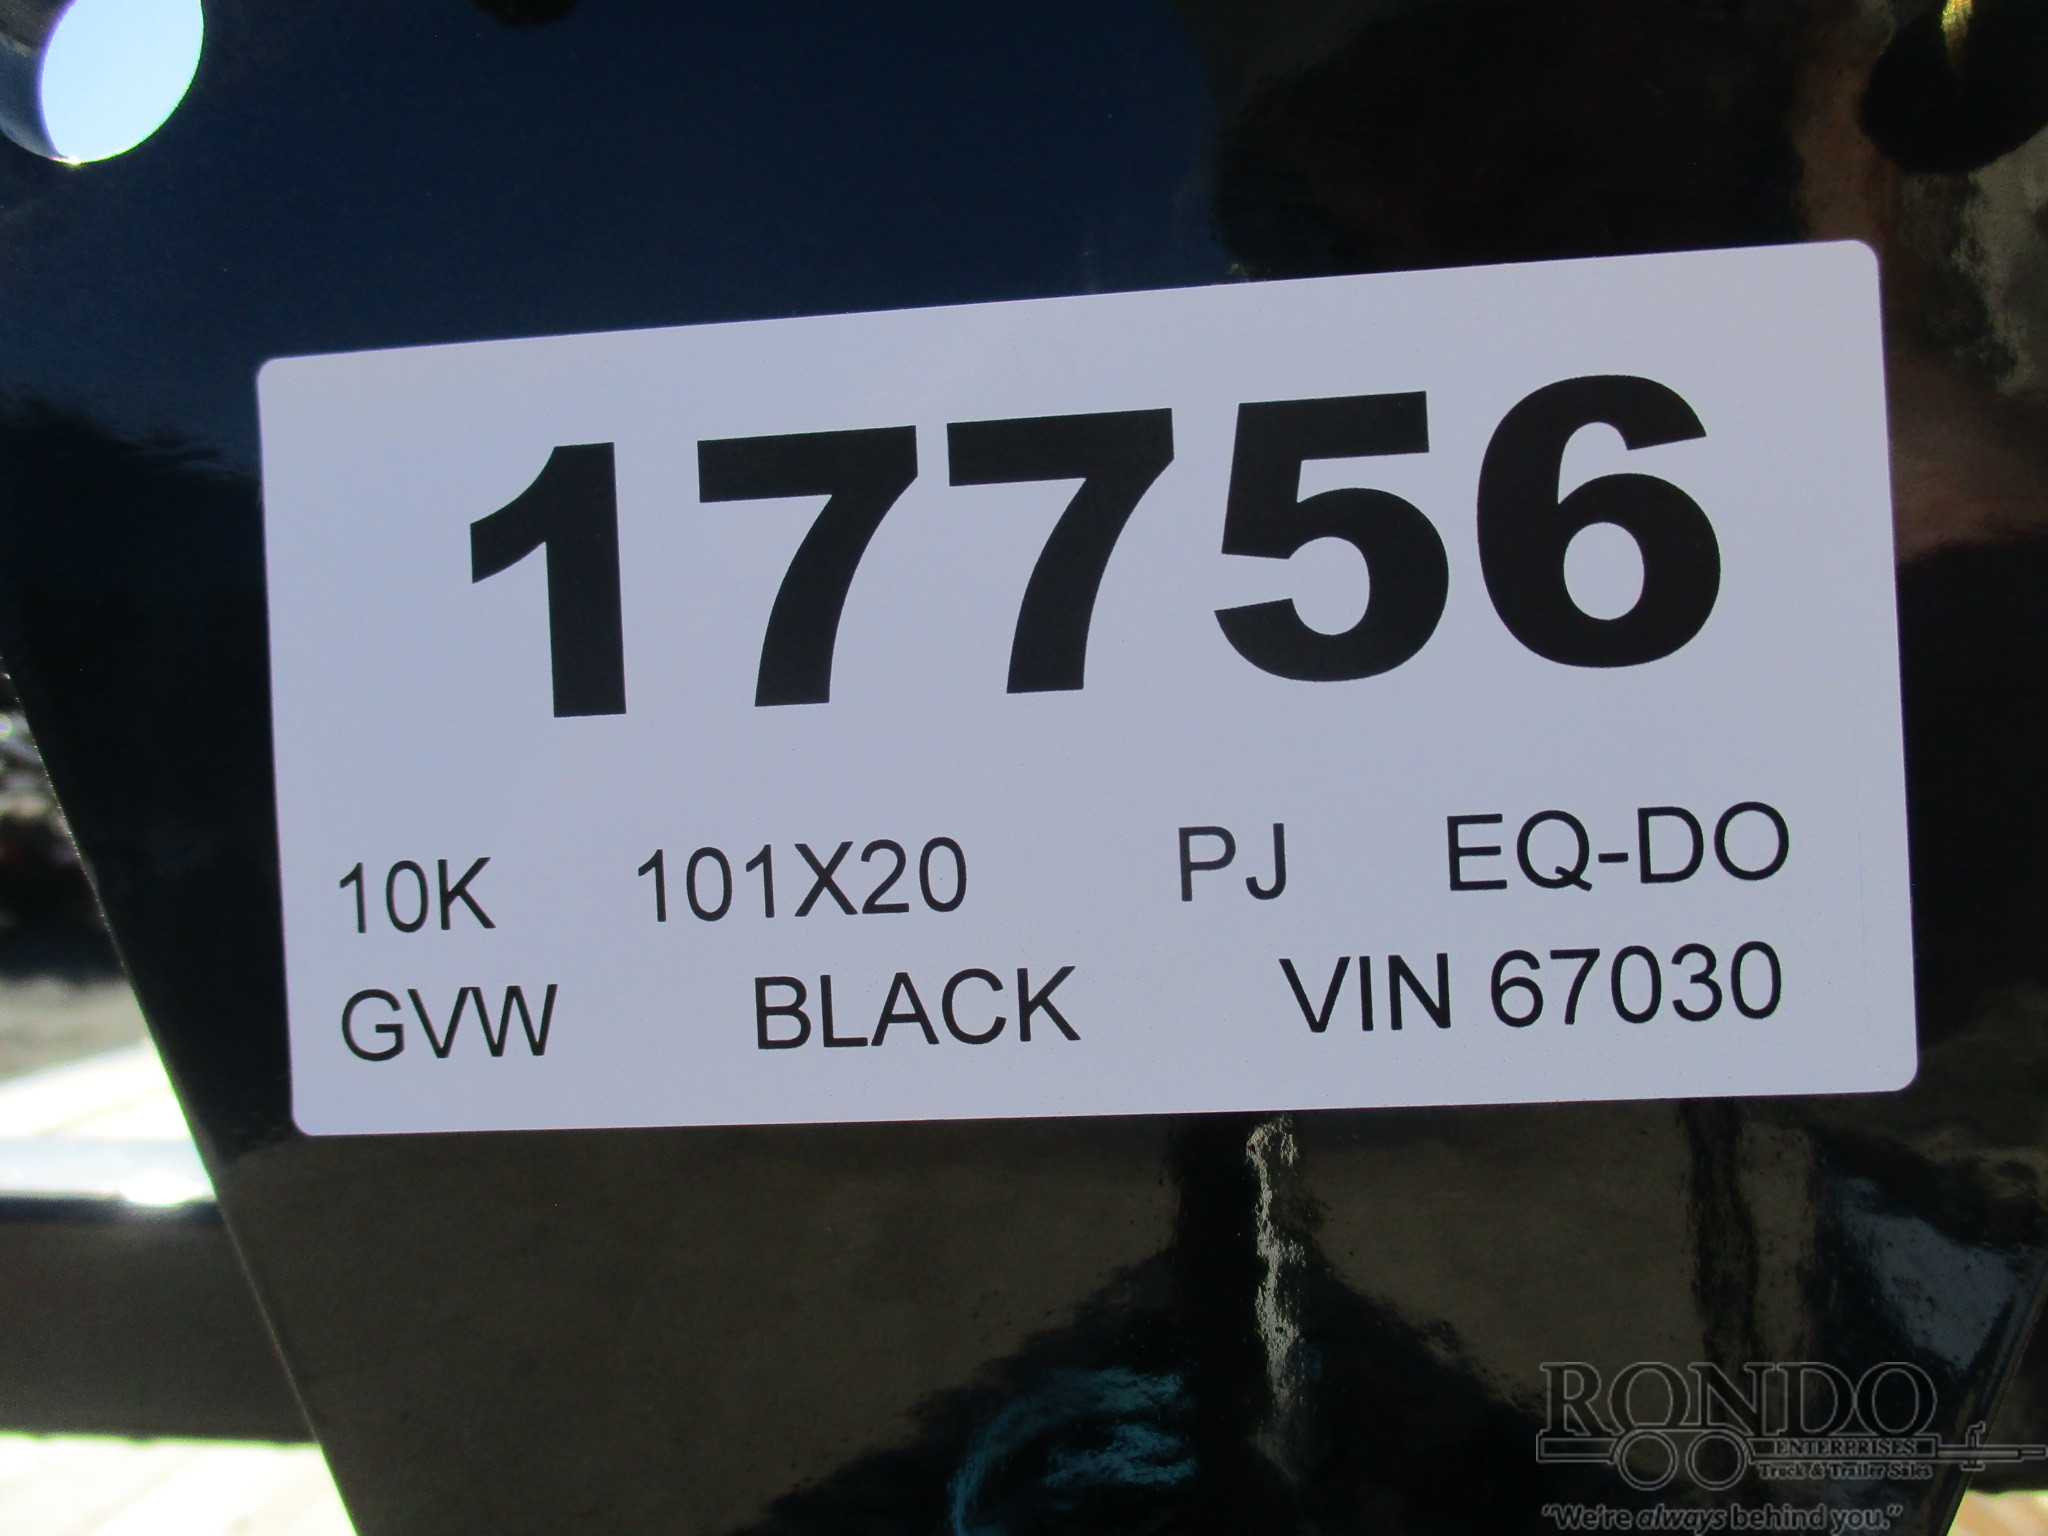 17756
10K 101X20 PJ EQ-DO
GVW BLACK VIN 67030
RONDO
ENTERPRISES
Truck & Trailer Sales
"We're always behind you."